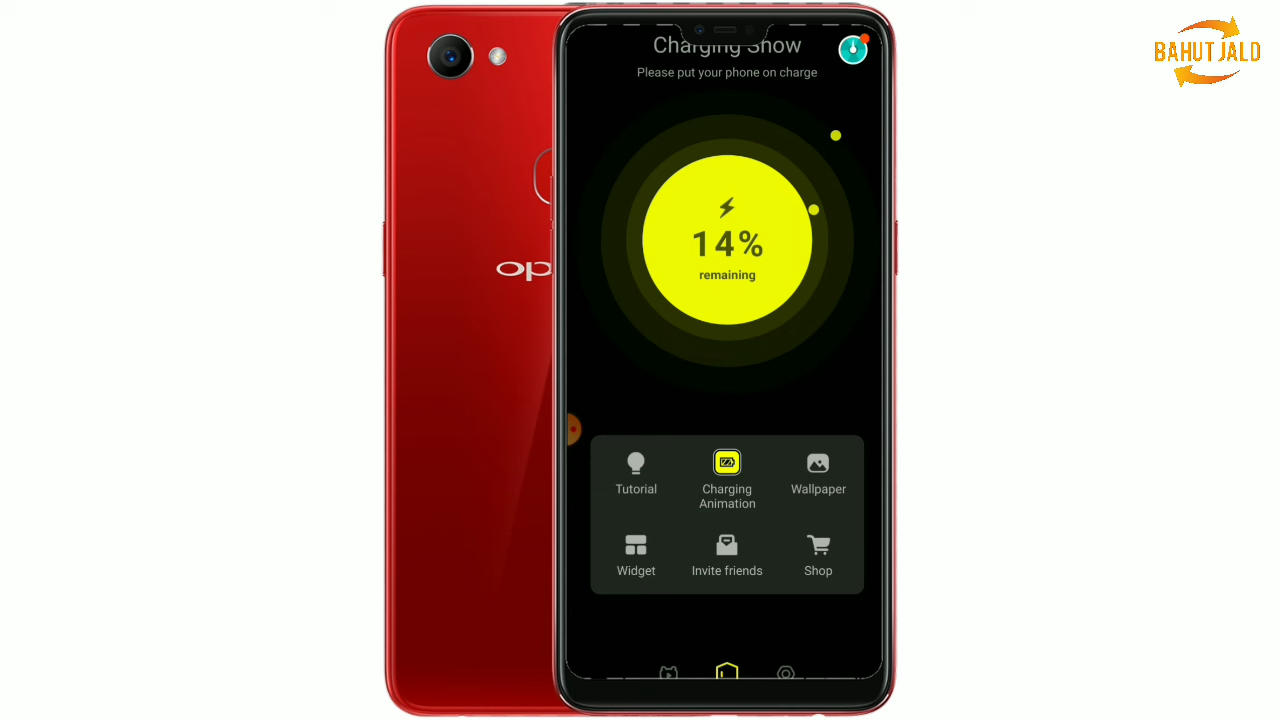 BAHUT JALD
Charging Show
Please put your phone on charge
14%
remaining
Tutorial
Charging
Animation
Wallpaper
Widget
Invite friends
Shop
op